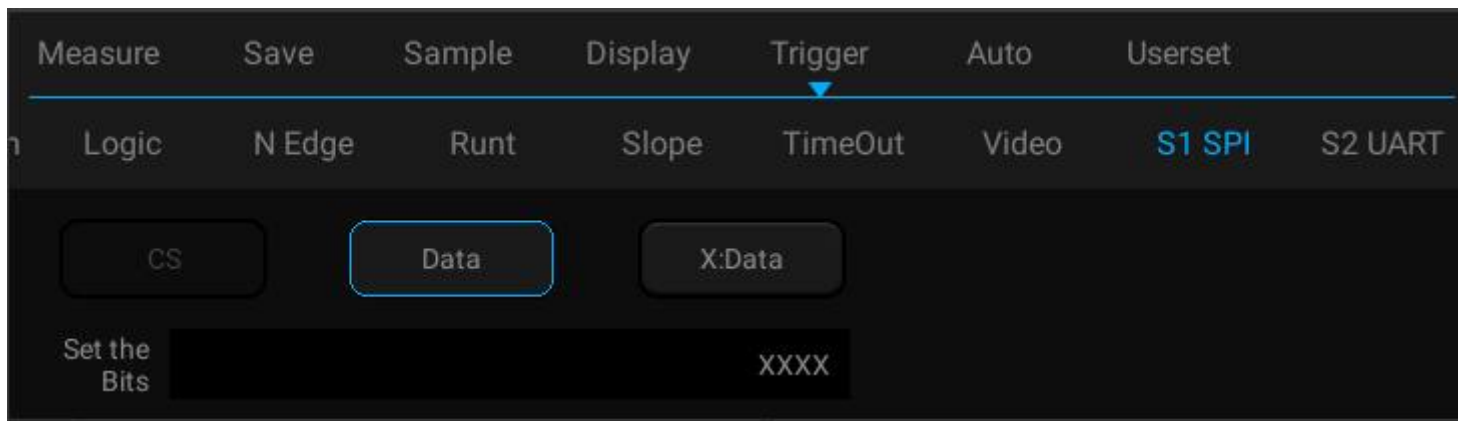 Measure Save Sample Display Trigger Auto Userset
Logic N Edge Runt Slope TimeOut Video S1 SPI S2 UART
CS Data X:Data
Set the
Bits
XXXX